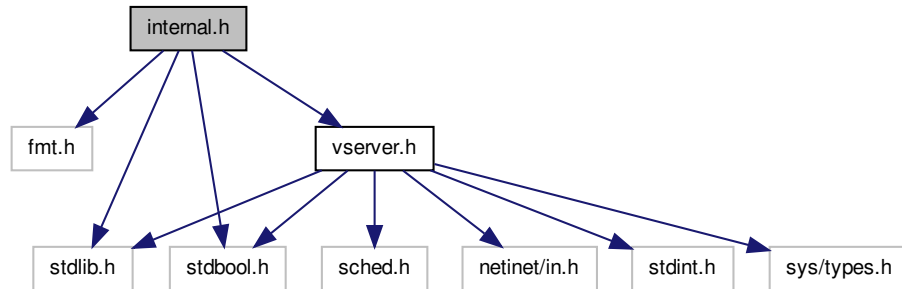 internal.h
fmt.h
vserver.h
stdlib.h
stdbool.h
sched.h
netinet/in.h
stdint.h
sys/types.h